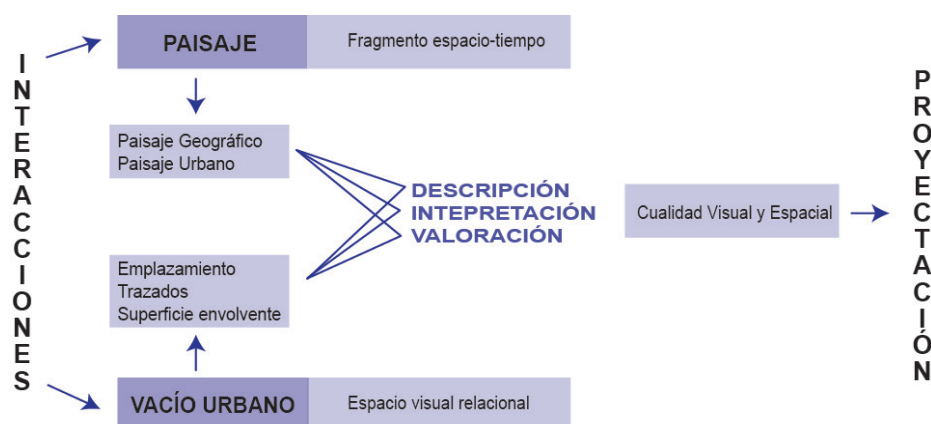 INTERACCIONES
PAISAJE
Fragmento espacio-tiempo
Paisaje Geográfico
Paisaje Urbano
DESCRIPCIÓN
INTEPRETACIÓN
VALORACIÓN
Cualidad Visual y Espacial
Emplazamiento
Trazados
Superficie envolvente
VACÍO URBANO
Espacio visual relacional
PROYECTACIÓN